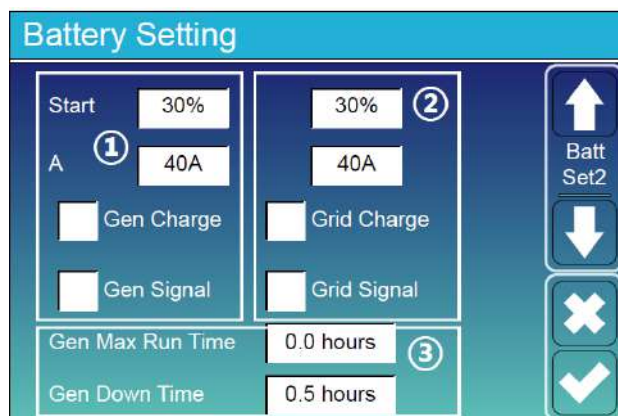 Battery Setting
Start 30%
A ① 40A
Gen Charge
Gen Signal
30% ②
40A
Grid Charge
Grid Signal
Gen Max Run Time 0.0 hours ③
Gen Down Time 0.5 hours
Batt
Set2